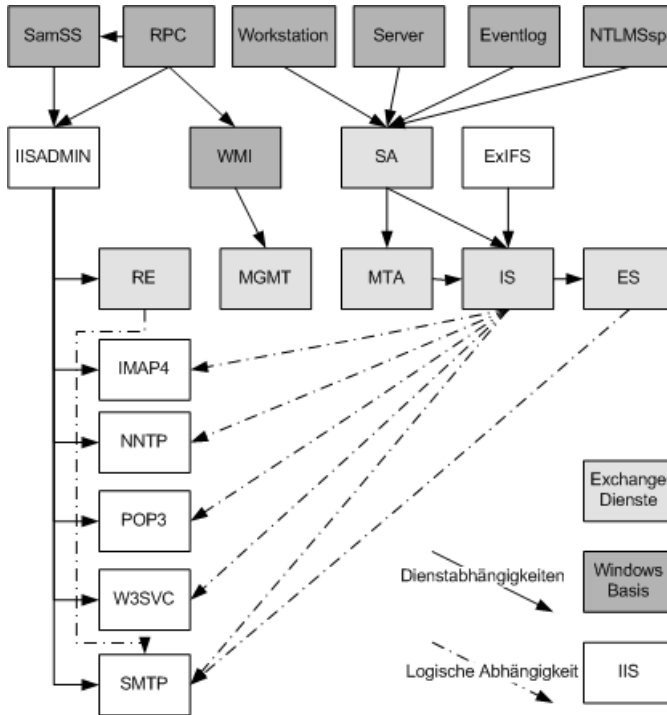 SamSS
RPC
Workstation
Server
Eventlog
NTLMSsp
IISADMIN
WMI
SA
ExIFS
RE
MGMT
MTA
IS
ES
IMAP4
NNTP
POP3
Exchange
Dienste
W3SVC
Dienstabhängigkeiten
Windows
Basis
SMTP
Logische Abhängigkeit
IIS